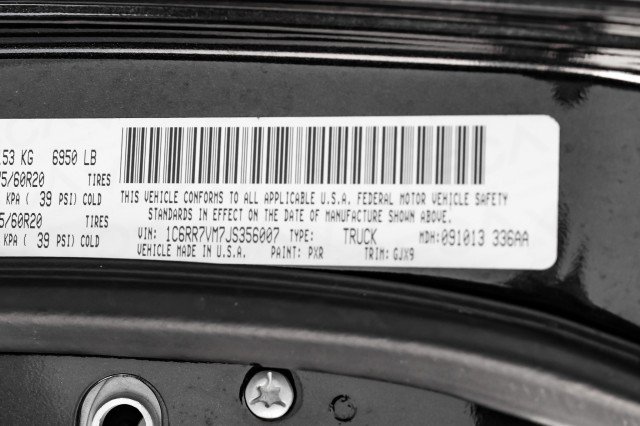 .53 KG 6950 LB
5/60R20 TIRES
KPA ( 39 PSI) COLD
5/60R20 TIRES
KPA ( 39 PSI) COLD
THIS VEHICLE CONFORMS TO ALL APPLICABLE U.S.A. FEDERAL MOTOR VEHICLE SAFETY
STANDARDS IN EFFECT ON THE DATE OF MANUFACTURE SHOWN ABOVE.
VIN: 1C6RR7VM7JS356007 TYPE: TRUCK MDH: 091013 336AA
VEHICLE MADE IN U.S.A. PAINT: PXR TRIM: GJX9